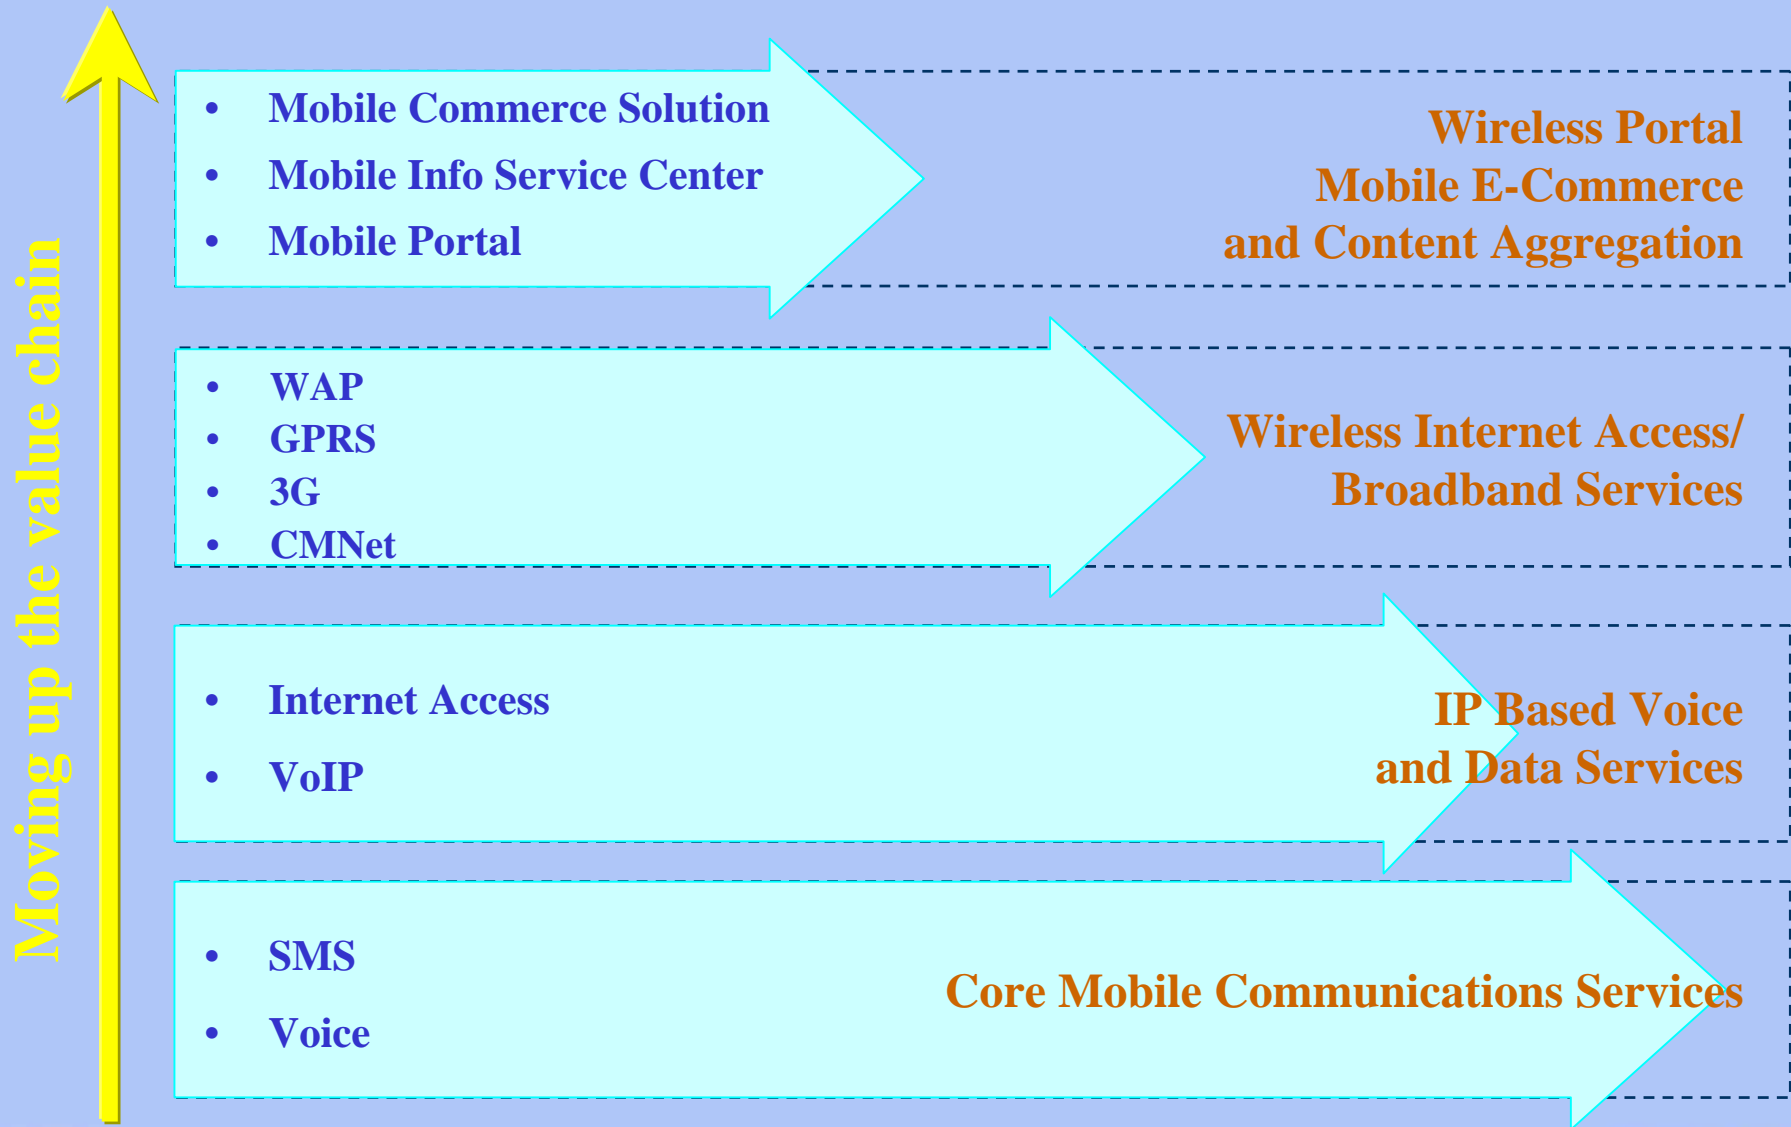 Moving up the value chain
• Mobile Commerce Solution
• Mobile Info Service Center
• Mobile Portal
Wireless Portal
Mobile E-Commerce
and Content Aggregation
• WAP
• GPRS
• 3G
• CMNet
Wireless Internet Access/
Broadband Services
• Internet Access
• VoIP
IP Based Voice
and Data Services
• SMS
• Voice
Core Mobile Communications Services